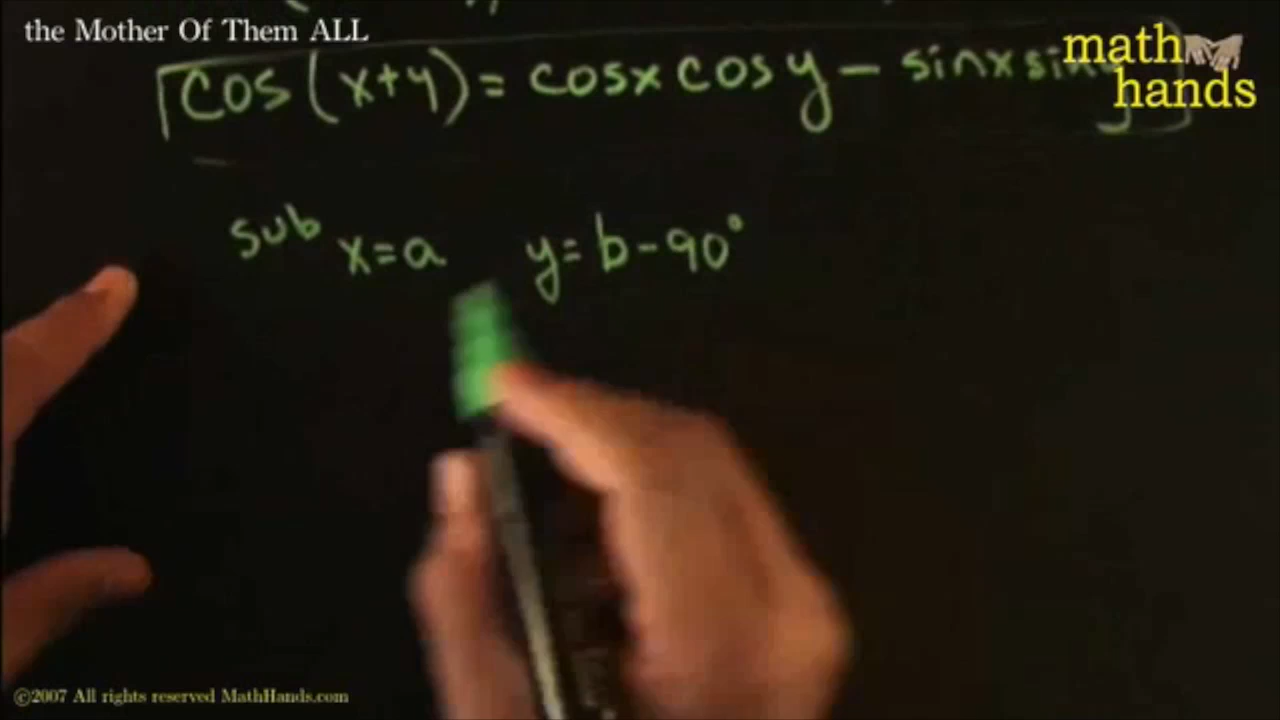 the Mother Of Them ALL
math
hands
cos(x+y) = cosx cosy − sinx
sub x=a y=b-90°
©2007 All rights reserved MathHands.com